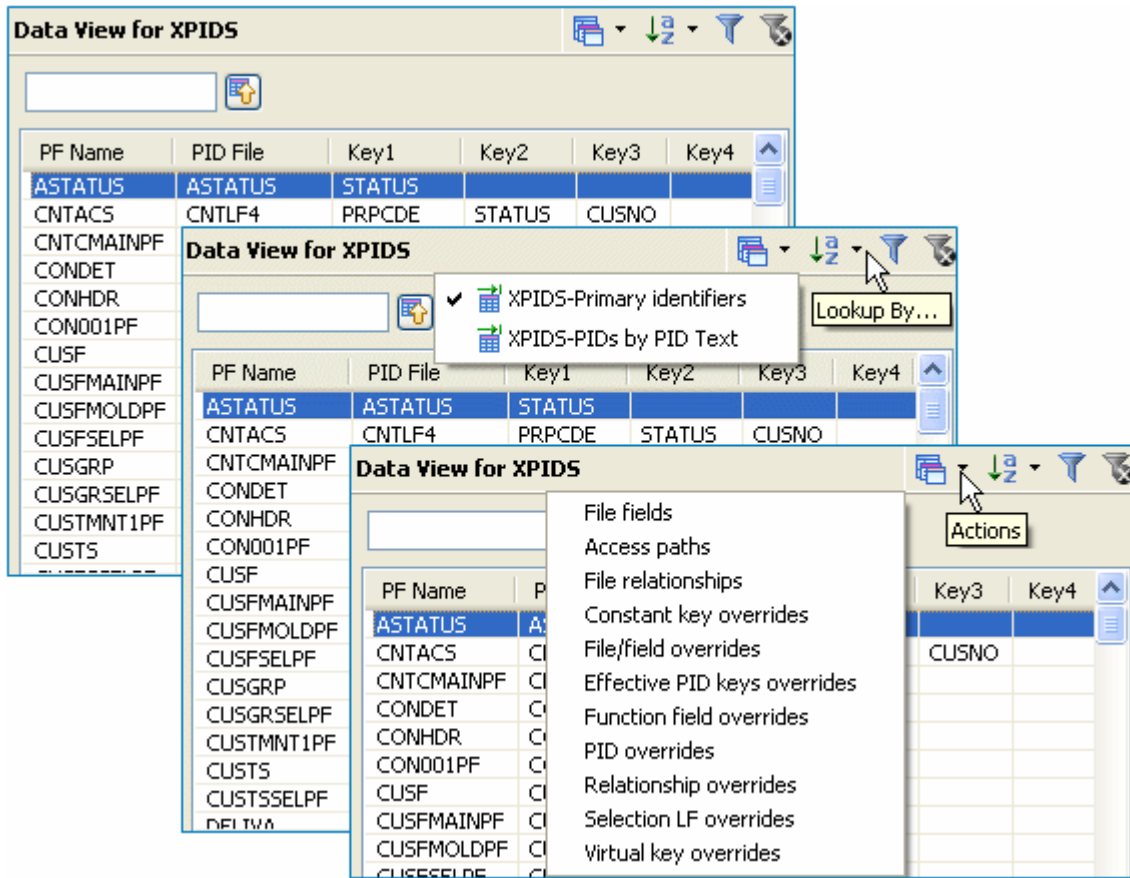 Data View for XPIDS
PF Name PID File Key1 Key2 Key3 Key4
ASTATUS ASTATUS STATUS
CNTACS CNTLF4 PRPCDE STATUS CUSNO
CNTCMAINPF
CONDET
CONHDR
CON001PF
CUSF
CUSFMAINPF
CUSFMOLDPF
CUSFSELPF
CUSGRP
CUSGRSELPF
CUSTMNT1PF
CUSTS
Data View for XPIDS
Lookup By...
XPIDS-Primary identifiers
XPIDS-PIDs by PID Text
PF Name PID File Key1 Key2 Key3 Key4
ASTATUS ASTATUS STATUS
CNTACS CNTLF4 PRPCDE STATUS CUSNO
CNTCMAINPF
CONDET
CONHDR
CON001PF
CUSF
CUSFMAINPF
CUSFMOLDPF
CUSFSELPF
CUSGRP
CUSGRSELPF
CUSTMNT1PF
CUSTS
CUSTSSELPF
DELIVA
Data View for XPIDS
Actions
File fields
Access paths
File relationships
Constant key overrides
File/field overrides
Effective PID keys overrides
Function field overrides
PID overrides
Relationship overrides
Selection LF overrides
Virtual key overrides
PF Name P Key3 Key4
ASTATUS A
CNTACS C CUSNO
CNTCMAINPF C
CONDET C
CONHDR C
CON001PF C
CUSF C
CUSFMAINPF C
CUSFMOLDPF C
CUSFSELPF C